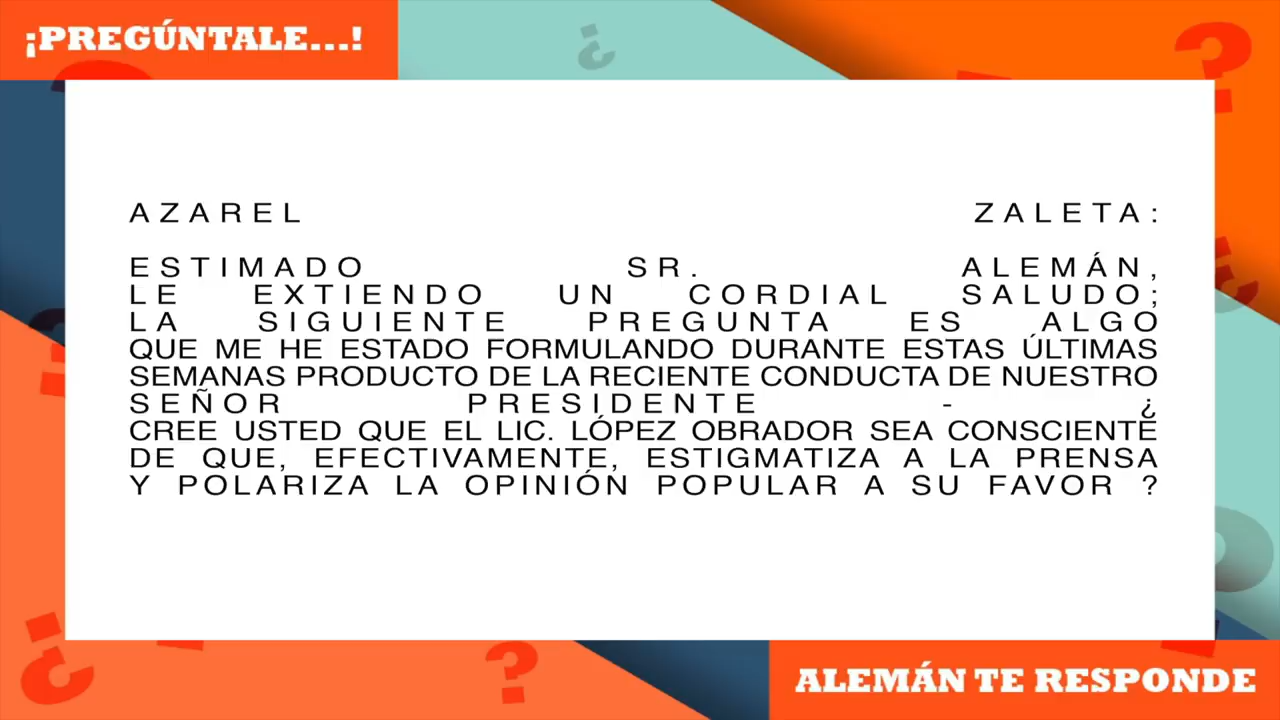 ¡PREGÚNTALE...!
AZAREL ZALETA:
ESTIMADO SR. ALEMÁN,
LE EXTIENDO UN CORDIAL SALUDO;
LA SIGUIENTE PREGUNTA ES ALGO
QUE ME HE ESTADO FORMULANDO DURANTE ESTAS ÚLTIMAS
SEMANAS PRODUCTO DE LA RECIENTE CONDUCTA DE NUESTRO
SEÑOR PRESIDENTE - ¿
CREE USTED QUE EL LIC. LÓPEZ OBRADOR SEA CONSCIENTE
DE QUE, EFECTIVAMENTE, ESTIGMATIZA A LA PRENSA
Y POLARIZA LA OPINIÓN POPULAR A SU FAVOR ?
ALEMÁN TE RESPONDE